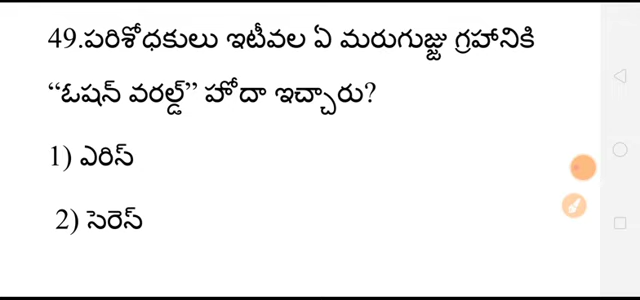 49.పరిశోధకులు ఇటీవల ఏ మరుగుజ్జు గ్రహానికి
“ఓషన్ వరల్డ్” హోదా ఇచ్చారు?
1) ఎరిస్
2) సెరెస్